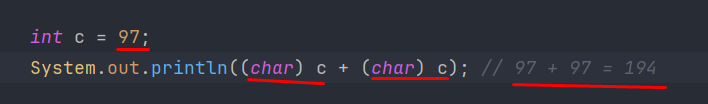 int c = 97;
System.out.println((char) c + (char) c); // 97 + 97 = 194